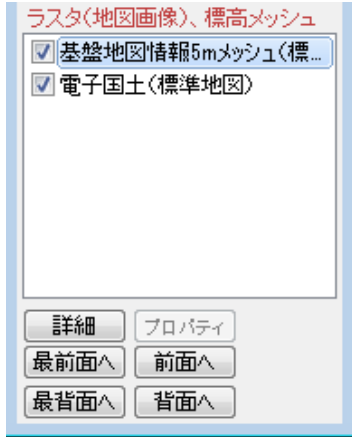 ラスタ(地図画像)、標高メッシュ
基盤地図情報5mメッシュ(標...
電子国土(標準地図)
詳細 プロパティ
最前面へ 前面へ
最背面へ 背面へ